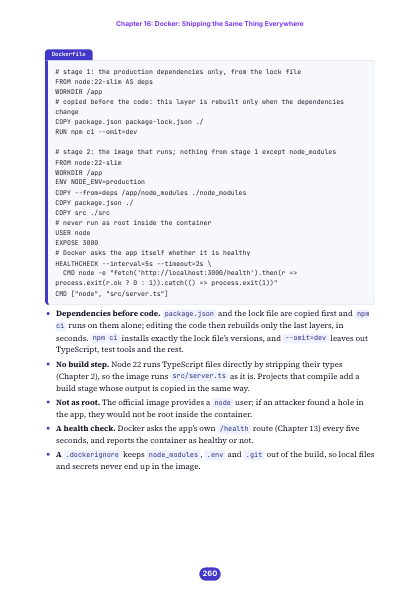 Chapter 16: Docker: Shipping the Same Thing Everywhere
Dockerfile
# stage 1: the production dependencies only, from the lock file
FROM node:22-slim AS deps
WORKDIR /app
# copied before the code: this layer is rebuilt only when the dependencies
change
COPY package.json package-lock.json ./
RUN npm ci --omit=dev
# stage 2: the image that runs; nothing from stage 1 except node_modules
FROM node:22-slim
WORKDIR /app
ENV NODE_ENV=production
COPY --from=deps /app/node_modules ./node_modules
COPY package.json ./
COPY src ./src
# never run as root inside the container
USER node
EXPOSE 3000
# Docker asks the app itself whether it is healthy
HEALTHCHECK --interval=5s --timeout=2s \
CMD node -e "fetch('http://localhost:3000/health').then(r =>
process.exit(r.ok ? 0 : 1)).catch(() => process.exit(1))"
CMD ["node", "src/server.ts"]
• Dependencies before code. package.json and the lock file are copied first and npm
ci runs on them alone; editing the code then rebuilds only the last layers, in
seconds. npm ci installs exactly the lock file's versions, and --omit=dev leaves out
TypeScript, test tools and the rest.
• No build step. Node 22 runs TypeScript files directly by stripping their types
(Chapter 2), so the image runs src/server.ts as it is. Projects that compile add a
build stage whose output is copied in the same way.
• Not as root. The official image provides a node user; if an attacker found a hole in
the app, they would not be root inside the container.
• A health check. Docker asks the app's own /health route (Chapter 13) every five
seconds, and reports the container as healthy or not.
• A .dockerignore keeps node_modules, .env and .git out of the build, so local files
and secrets never end up in the image.
260